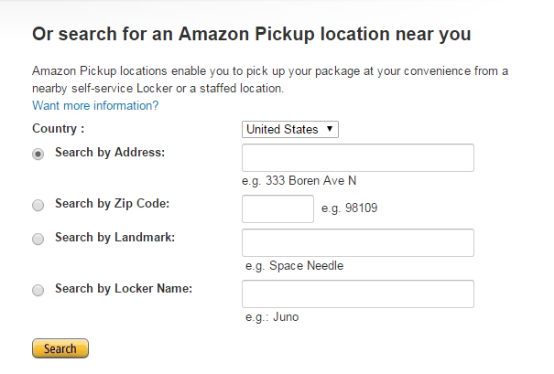 Or search for an Amazon Pickup location near you
Amazon Pickup locations enable you to pick up your package at your convenience from a
nearby self-service Locker or a staffed location.
Want more information?
Country : United States
Search by Address:
e.g. 333 Boren Ave N
Search by Zip Code: e.g. 98109
Search by Landmark:
e.g. Space Needle
Search by Locker Name:
e.g.: Juno
Search